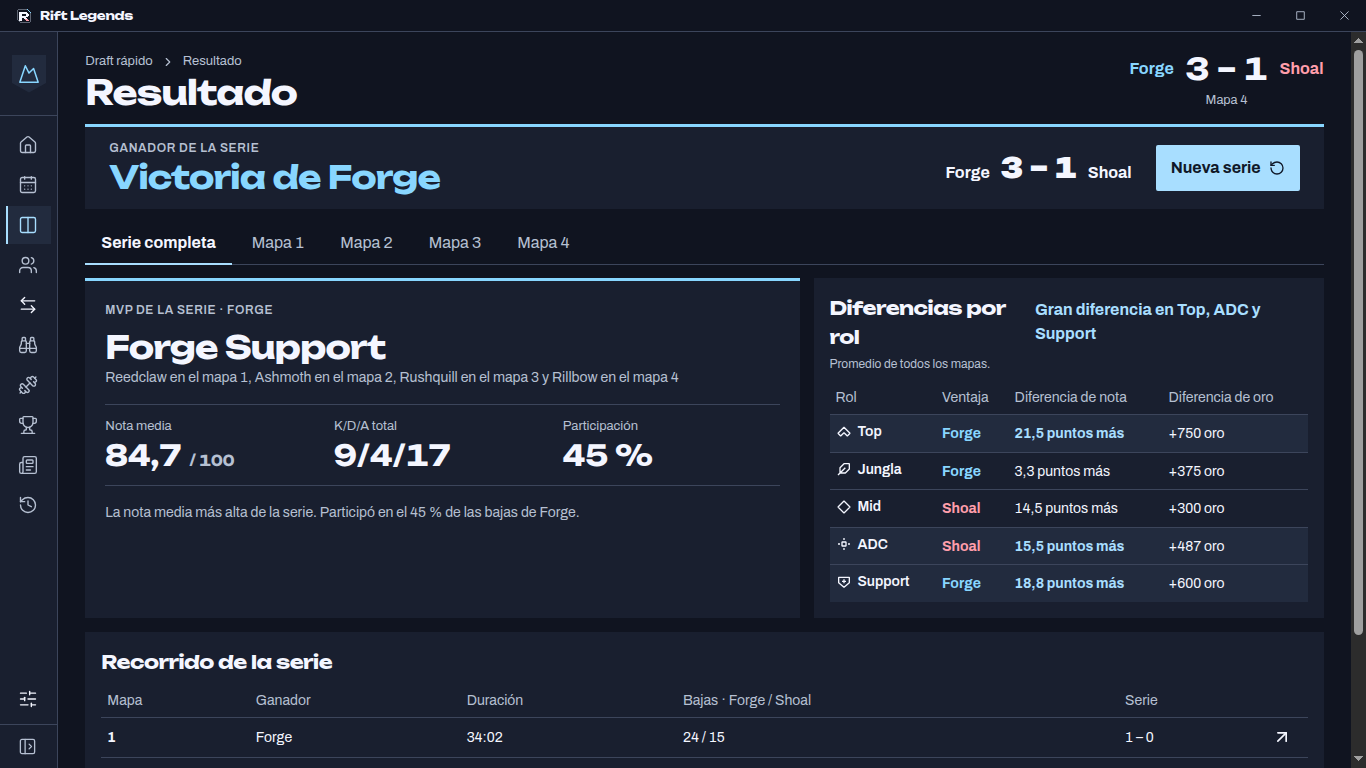 Rift Legends
Draft rápido > Resultado
Resultado
Forge 3 – 1 Shoal
Mapa 4
GANADOR DE LA SERIE
Victoria de Forge
Forge 3 – 1 Shoal
Nueva serie
Serie completa Mapa 1 Mapa 2 Mapa 3 Mapa 4
MVP DE LA SERIE · FORGE
Forge Support
Reedclaw en el mapa 1, Ashmoth en el mapa 2, Rushquill en el mapa 3 y Rillbow en el mapa 4
Nota media K/D/A total Participación
84,7 / 100 9/4/17 45 %
La nota media más alta de la serie. Participó en el 45 % de las bajas de Forge.
Diferencias por
rol
Gran diferencia en Top, ADC y
Support
Promedio de todos los mapas.
Rol Ventaja Diferencia de nota Diferencia de oro
Top Forge 21,5 puntos más +750 oro
Jungla Forge 3,3 puntos más +375 oro
Mid Shoal 14,5 puntos más +300 oro
ADC Shoal 15,5 puntos más +487 oro
Support Forge 18,8 puntos más +600 oro
Recorrido de la serie
Mapa Ganador Duración Bajas · Forge / Shoal Serie
1 Forge 34:02 24 / 15 1 – 0